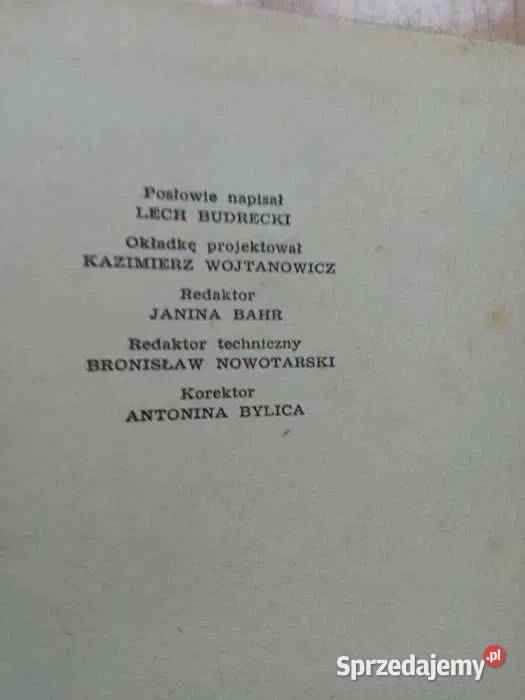 Posłowie napisał
LECH BUDRECKI
Okładkę projektował
KAZIMIERZ WOJTANOWICZ
Redaktor
JANINA BAHR
Redaktor techniczny
BRONISŁAW NOWOTARSKI
Korektor
ANTONINA BYLICA
Sprzedajemy.pl